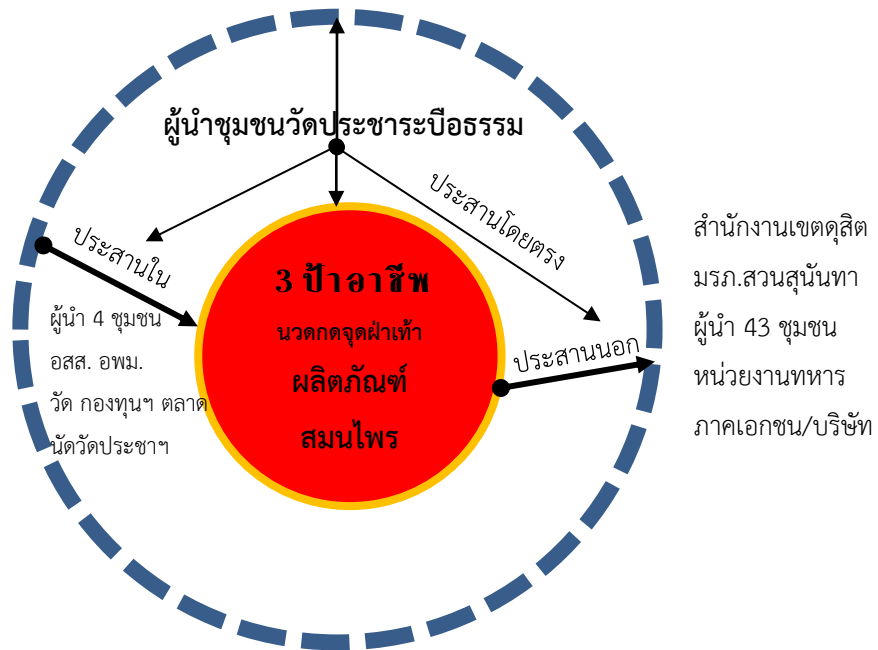 ผู้นำชุมชนวัดประชาระบือธรรม
ประสานใน
ประสานโดยตรง
ประสานนอก
3 ป้าอาชีพ
นวดกดจุดฝ่าเท้า
ผลิตภัณฑ์
สมนไพร
ผู้นำ 4 ชุมชน
อสส. อพม.
วัด กองทุนฯ ตลาด
นัดวัดประชาฯ
สำนักงานเขตดุสิต
มรภ.สวนสุนันทา
ผู้นำ 43 ชุมชน
หน่วยงานทหาร
ภาคเอกชน/บริษัท